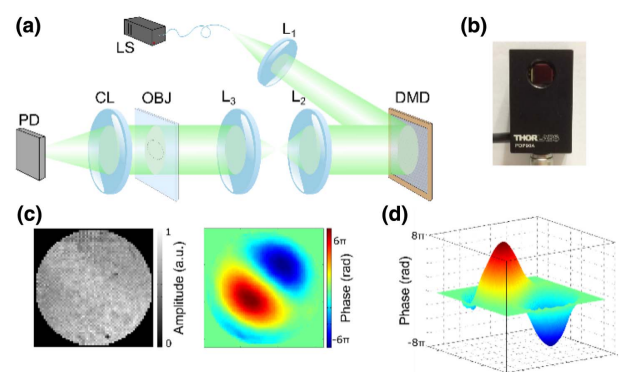 (a)
LS
L1
PD
CL
OBJ
L3
L2
DMD
(b)
THORLABS
PDP90A
(c)
1
Amplitude (a.u.)
0
6π
Phase (rad)
-6π
(d)
8π
Phase (rad)
-8π